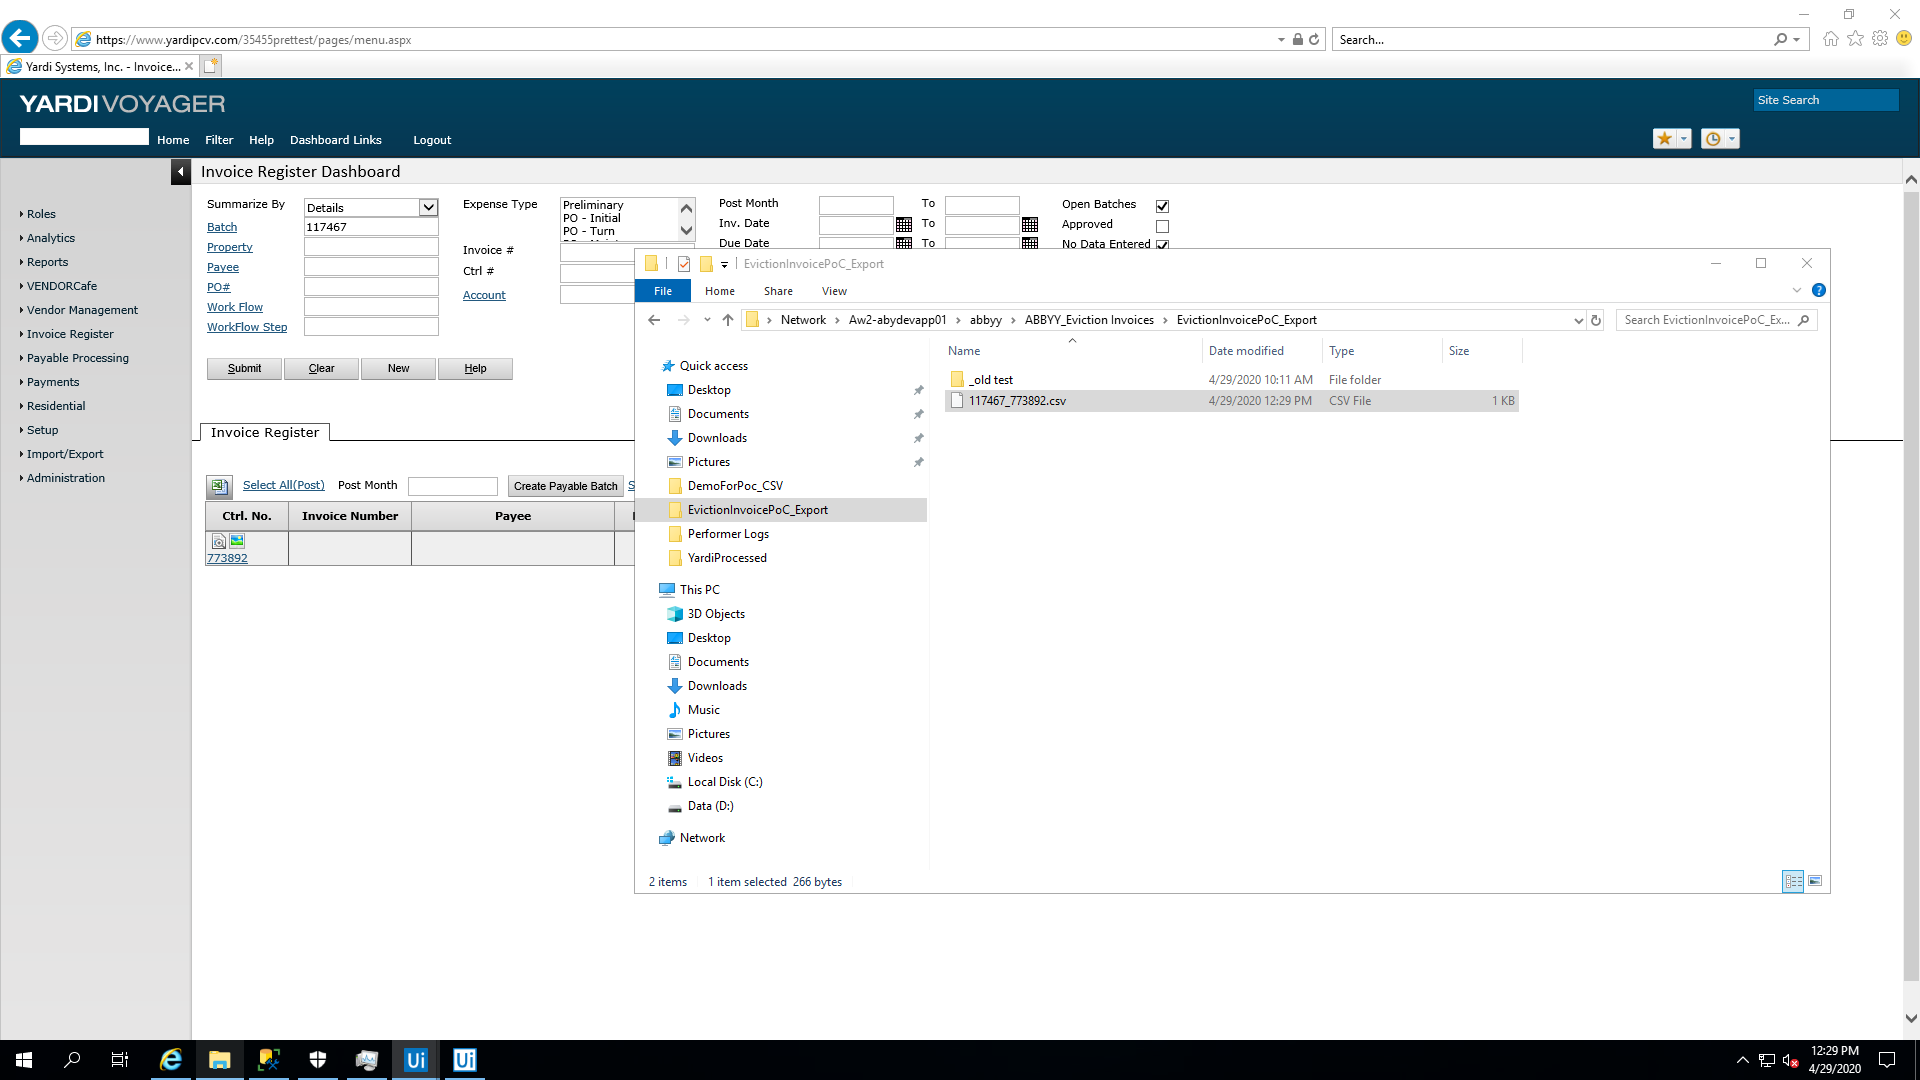 https://www.yardipcv.com/35455prettest/pages/menu.aspx
Search...
Yardi Systems, Inc. - Invoice...
YARDI VOYAGER
Site Search
Home Filter Help Dashboard Links Logout
Invoice Register Dashboard
Roles
Analytics
Reports
VENDORCafe
Vendor Management
Invoice Register
Payable Processing
Payments
Residential
Setup
Import/Export
Administration
Summarize By Details
Batch 117467
Property
Payee
PO#
Work Flow
WorkFlow Step
Expense Type
Preliminary
PO - Initial
PO - Turn
Invoice #
Ctrl #
Account
Post Month To
Inv. Date To
Due Date To
Open Batches
Approved
No Data Entered
Submit Clear New Help
Invoice Register
Select All(Post) Post Month Create Payable Batch S
Ctrl. No. Invoice Number Payee
773892
EvictionInvoicePoC_Export
File Home Share View
Network Aw2-abydevapp01 abbyy ABBYY_Eviction Invoices EvictionInvoicePoC_Export
Search EvictionInvoicePoC_Ex...
Quick access
Desktop
Documents
Downloads
Pictures
DemoForPoc_CSV
EvictionInvoicePoC_Export
Performer Logs
YardiProcessed
This PC
3D Objects
Desktop
Documents
Downloads
Music
Pictures
Videos
Local Disk (C:)
Data (D:)
Network
Name Date modified Type Size
_old test 4/29/2020 10:11 AM File folder
117467_773892.csv 4/29/2020 12:29 PM CSV File 1 KB
2 items 1 item selected 266 bytes
Ui
Ui
12:29 PM
4/29/2020